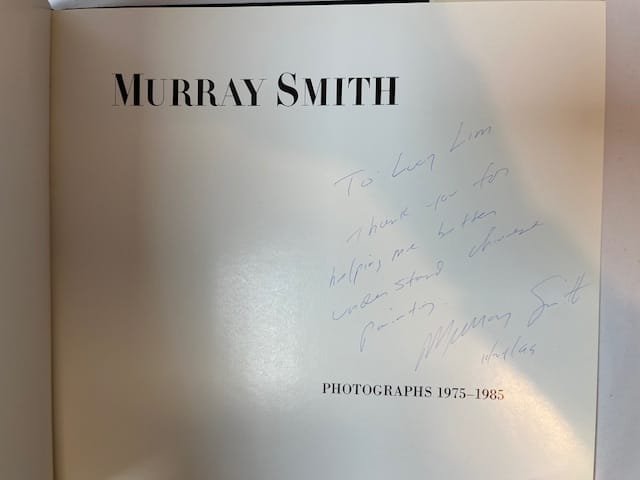 MURRAY SMITH
To: Lucy Lim
Thank you for
helping me better
understand Chinese
Painting.
Murray Smith
PHOTOGRAPHS 1975–1985